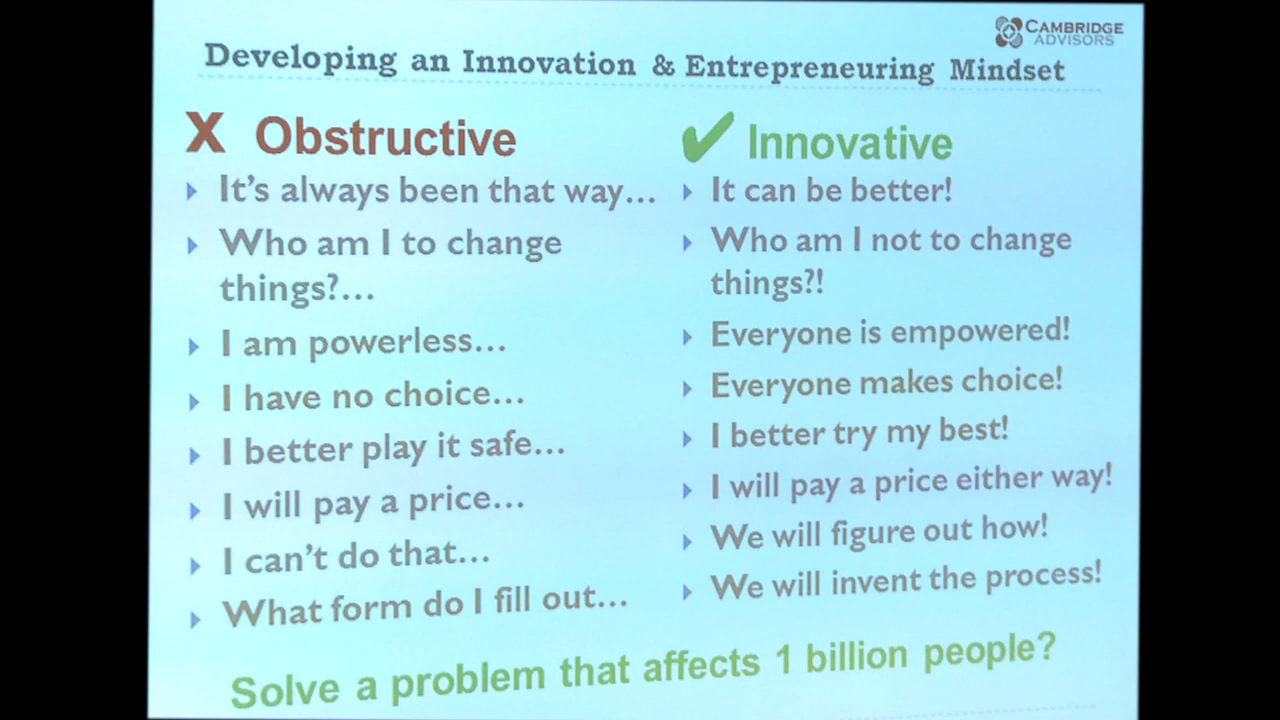 CAMBRIDGE
ADVISORS
Developing an Innovation & Entrepreneuring Mindset
X Obstructive
It's always been that way...
Who am I to change
things?...
I am powerless...
I have no choice...
I better play it safe...
I will pay a price...
I can't do that...
What form do I fill out...
✔ Innovative
It can be better!
Who am I not to change
things?!
Everyone is empowered!
Everyone makes choice!
I better try my best!
I will pay a price either way!
We will figure out how!
We will invent the process!
Solve a problem that affects 1 billion people?